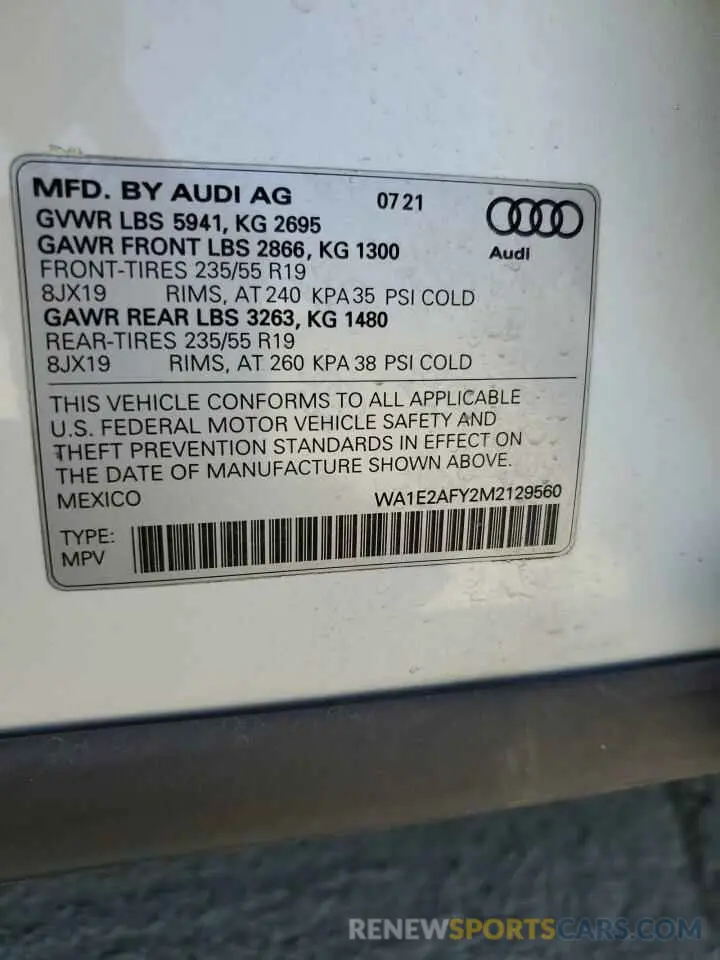 MFD. BY AUDI AG 07 21
GVWR LBS 5941, KG 2695
GAWR FRONT LBS 2866, KG 1300
Audi
FRONT-TIRES 235/55 R19
8JX19 RIMS, AT 240 KPA 35 PSI COLD
GAWR REAR LBS 3263, KG 1480
REAR-TIRES 235/55 R19
8JX19 RIMS, AT 260 KPA 38 PSI COLD
THIS VEHICLE CONFORMS TO ALL APPLICABLE
U.S. FEDERAL MOTOR VEHICLE SAFETY AND
THEFT PREVENTION STANDARDS IN EFFECT ON
THE DATE OF MANUFACTURE SHOWN ABOVE.
MEXICO WA1E2AFY2M2129560
TYPE:
MPV
RENEWSPORTSCARS.COM